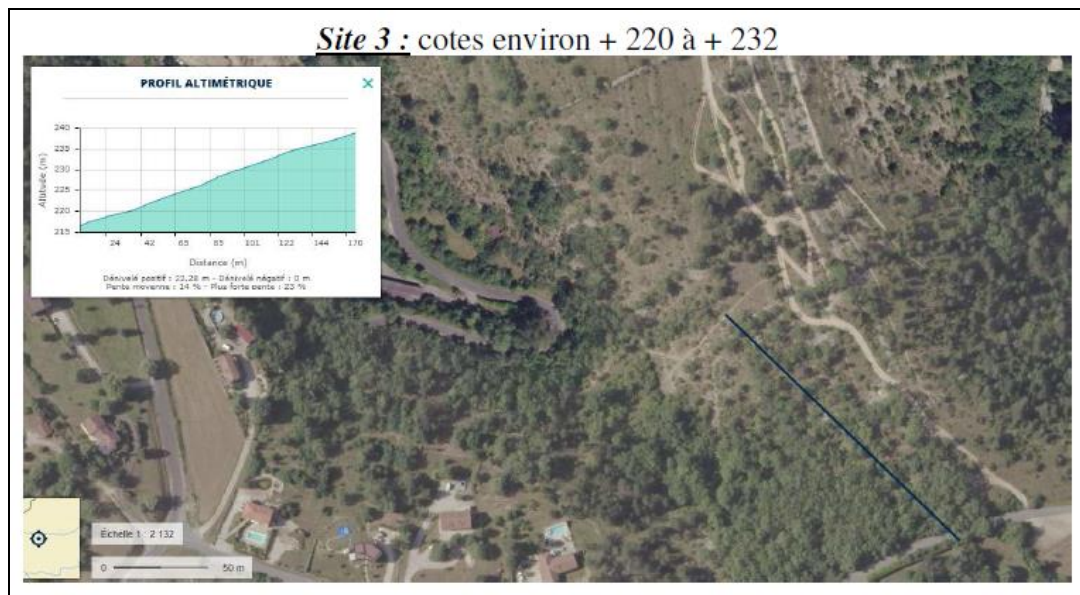 Site 3 : cotes environ + 220 à + 232
PROFIL ALTIMÉTRIQUE
×
Altitude (m)
240
235
230
225
220
215
24 42 65 85 101 122 144 170
Distance (m)
Dénivelé positif : 22,28 m - Dénivelé négatif : 0 m
Pente moyenne : 14 % - Plus forte pente : 23 %
Échelle 1 : 2 132
0 50 m